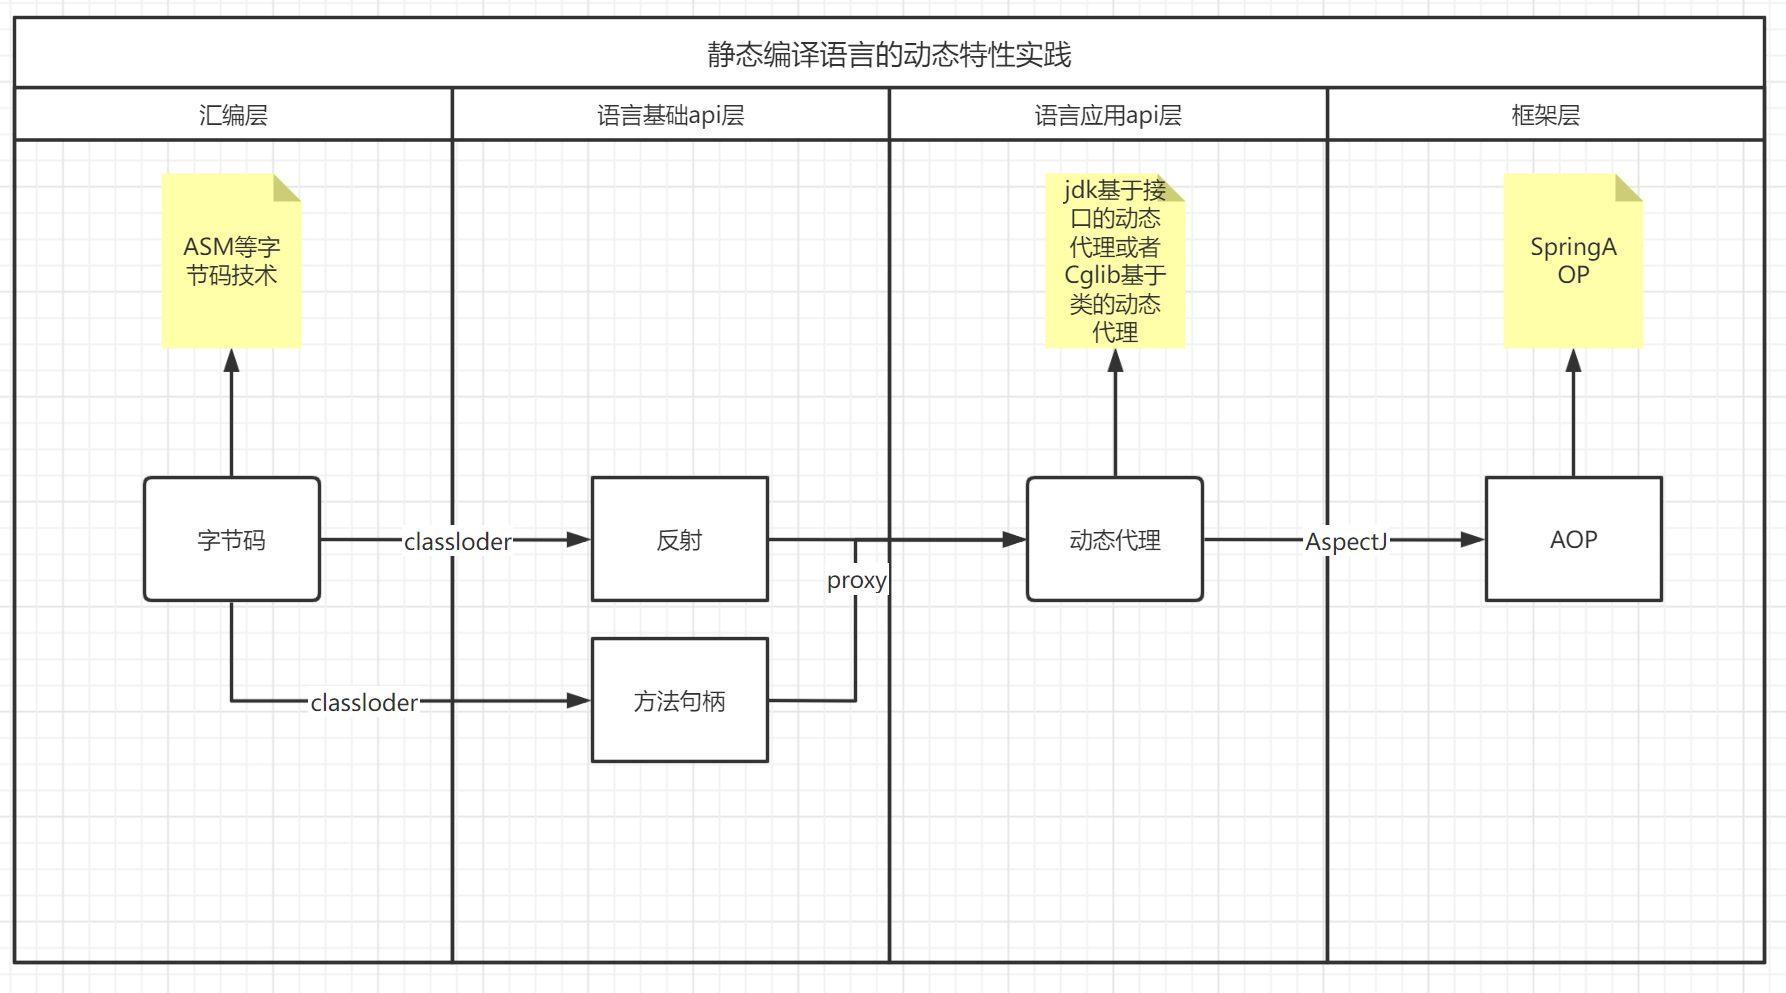 静态编译语言的动态特性实践
汇编层
语言基础api层
语言应用api层
框架层
ASM等字
节码技术
jdk基于接
口的动态
代理或者
Cglib基于
类的动态
代理
SpringA
OP
字节码
classloder
反射
proxy
动态代理
AspectJ
AOP
classloder
方法句柄